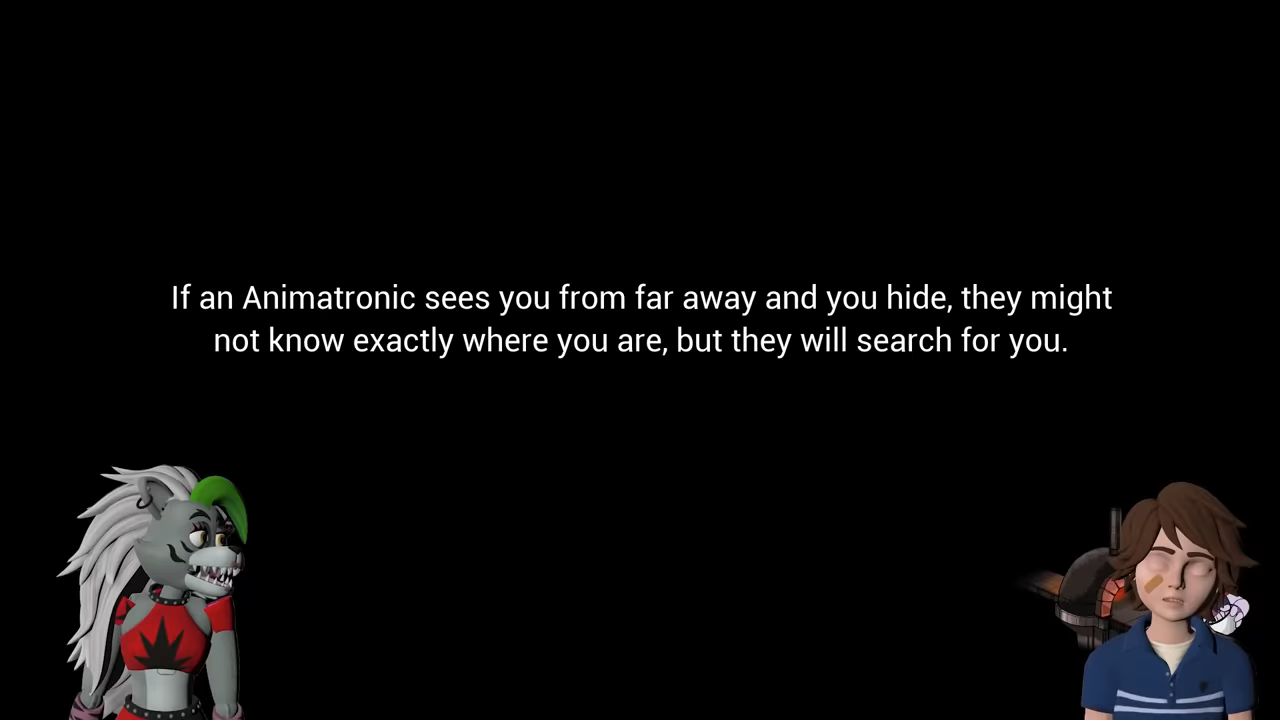 If an Animatronic sees you from far away and you hide, they might
not know exactly where you are, but they will search for you.